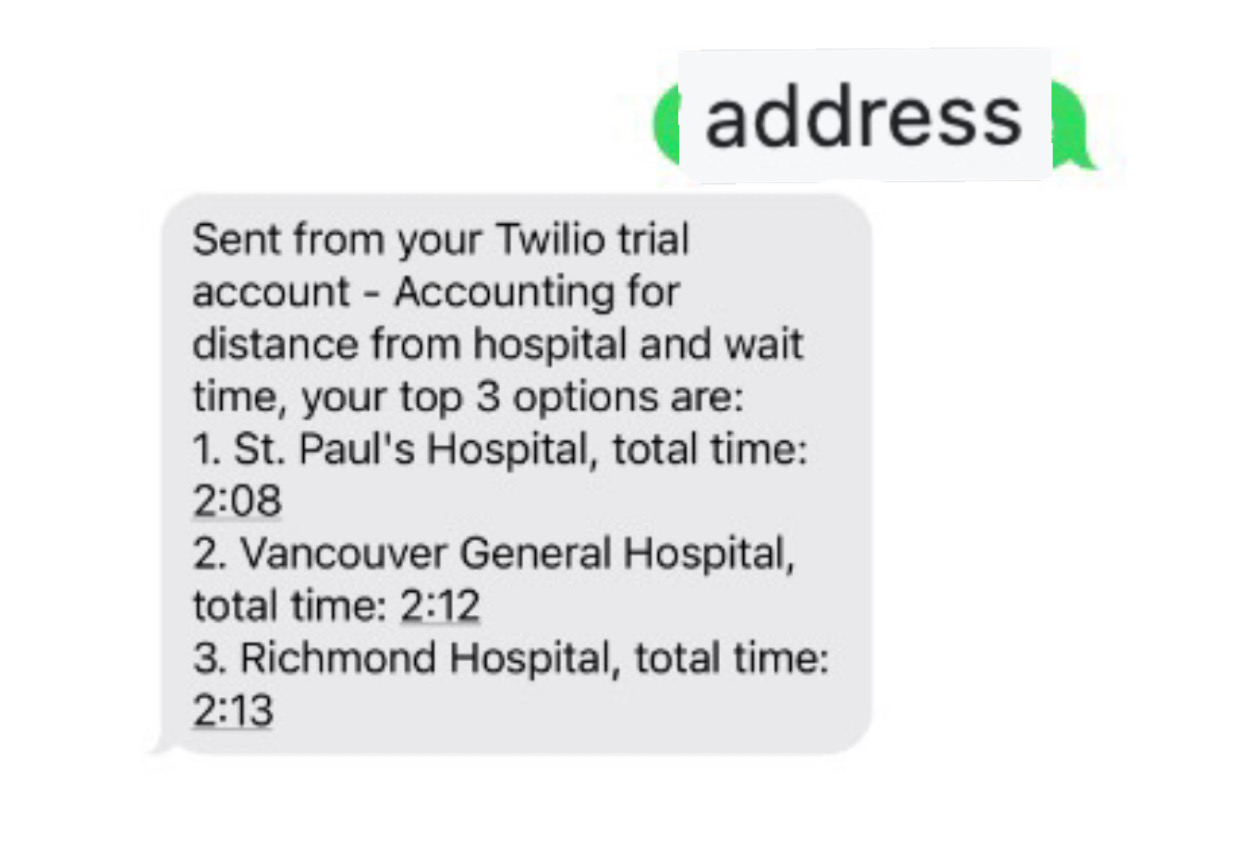 address
Sent from your Twilio trial
account - Accounting for
distance from hospital and wait
time, your top 3 options are:
1. St. Paul's Hospital, total time:
2:08
2. Vancouver General Hospital,
total time: 2:12
3. Richmond Hospital, total time:
2:13